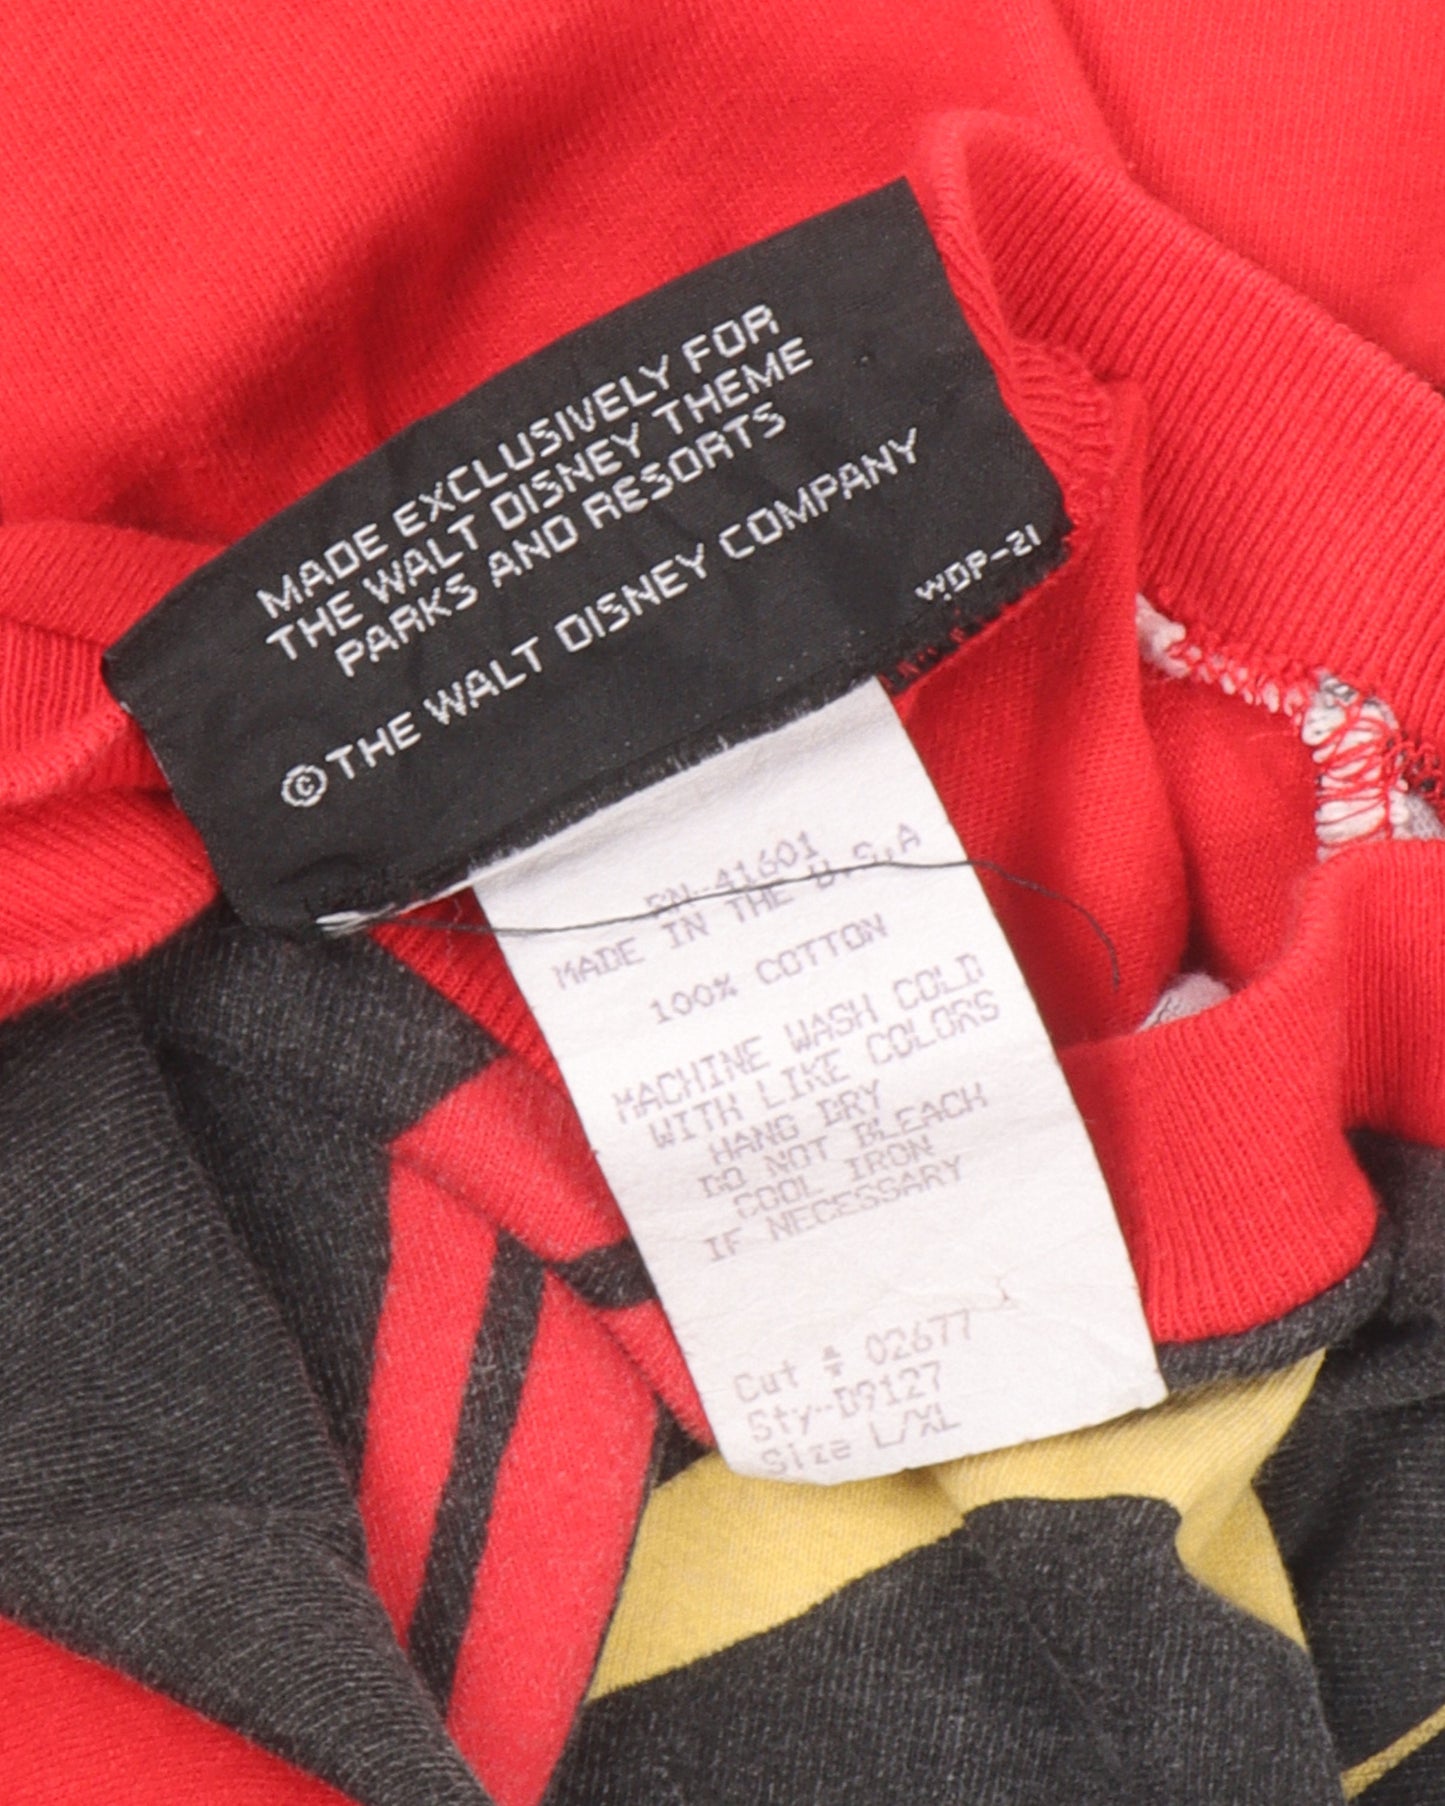 MADE EXCLUSIVELY FOR
THE WALT DISNEY THEME
PARKS AND RESORTS
©THE WALT DISNEY COMPANY
WDP-21
RN-41601
MADE IN THE U.S.A
100% COTTON
MACHINE WASH COLD
WITH LIKE COLORS
HANG DRY
DO NOT BLEACH
COOL IRON
IF NECESSARY
Cut # 02677
Sty-D9127
Size L/XL